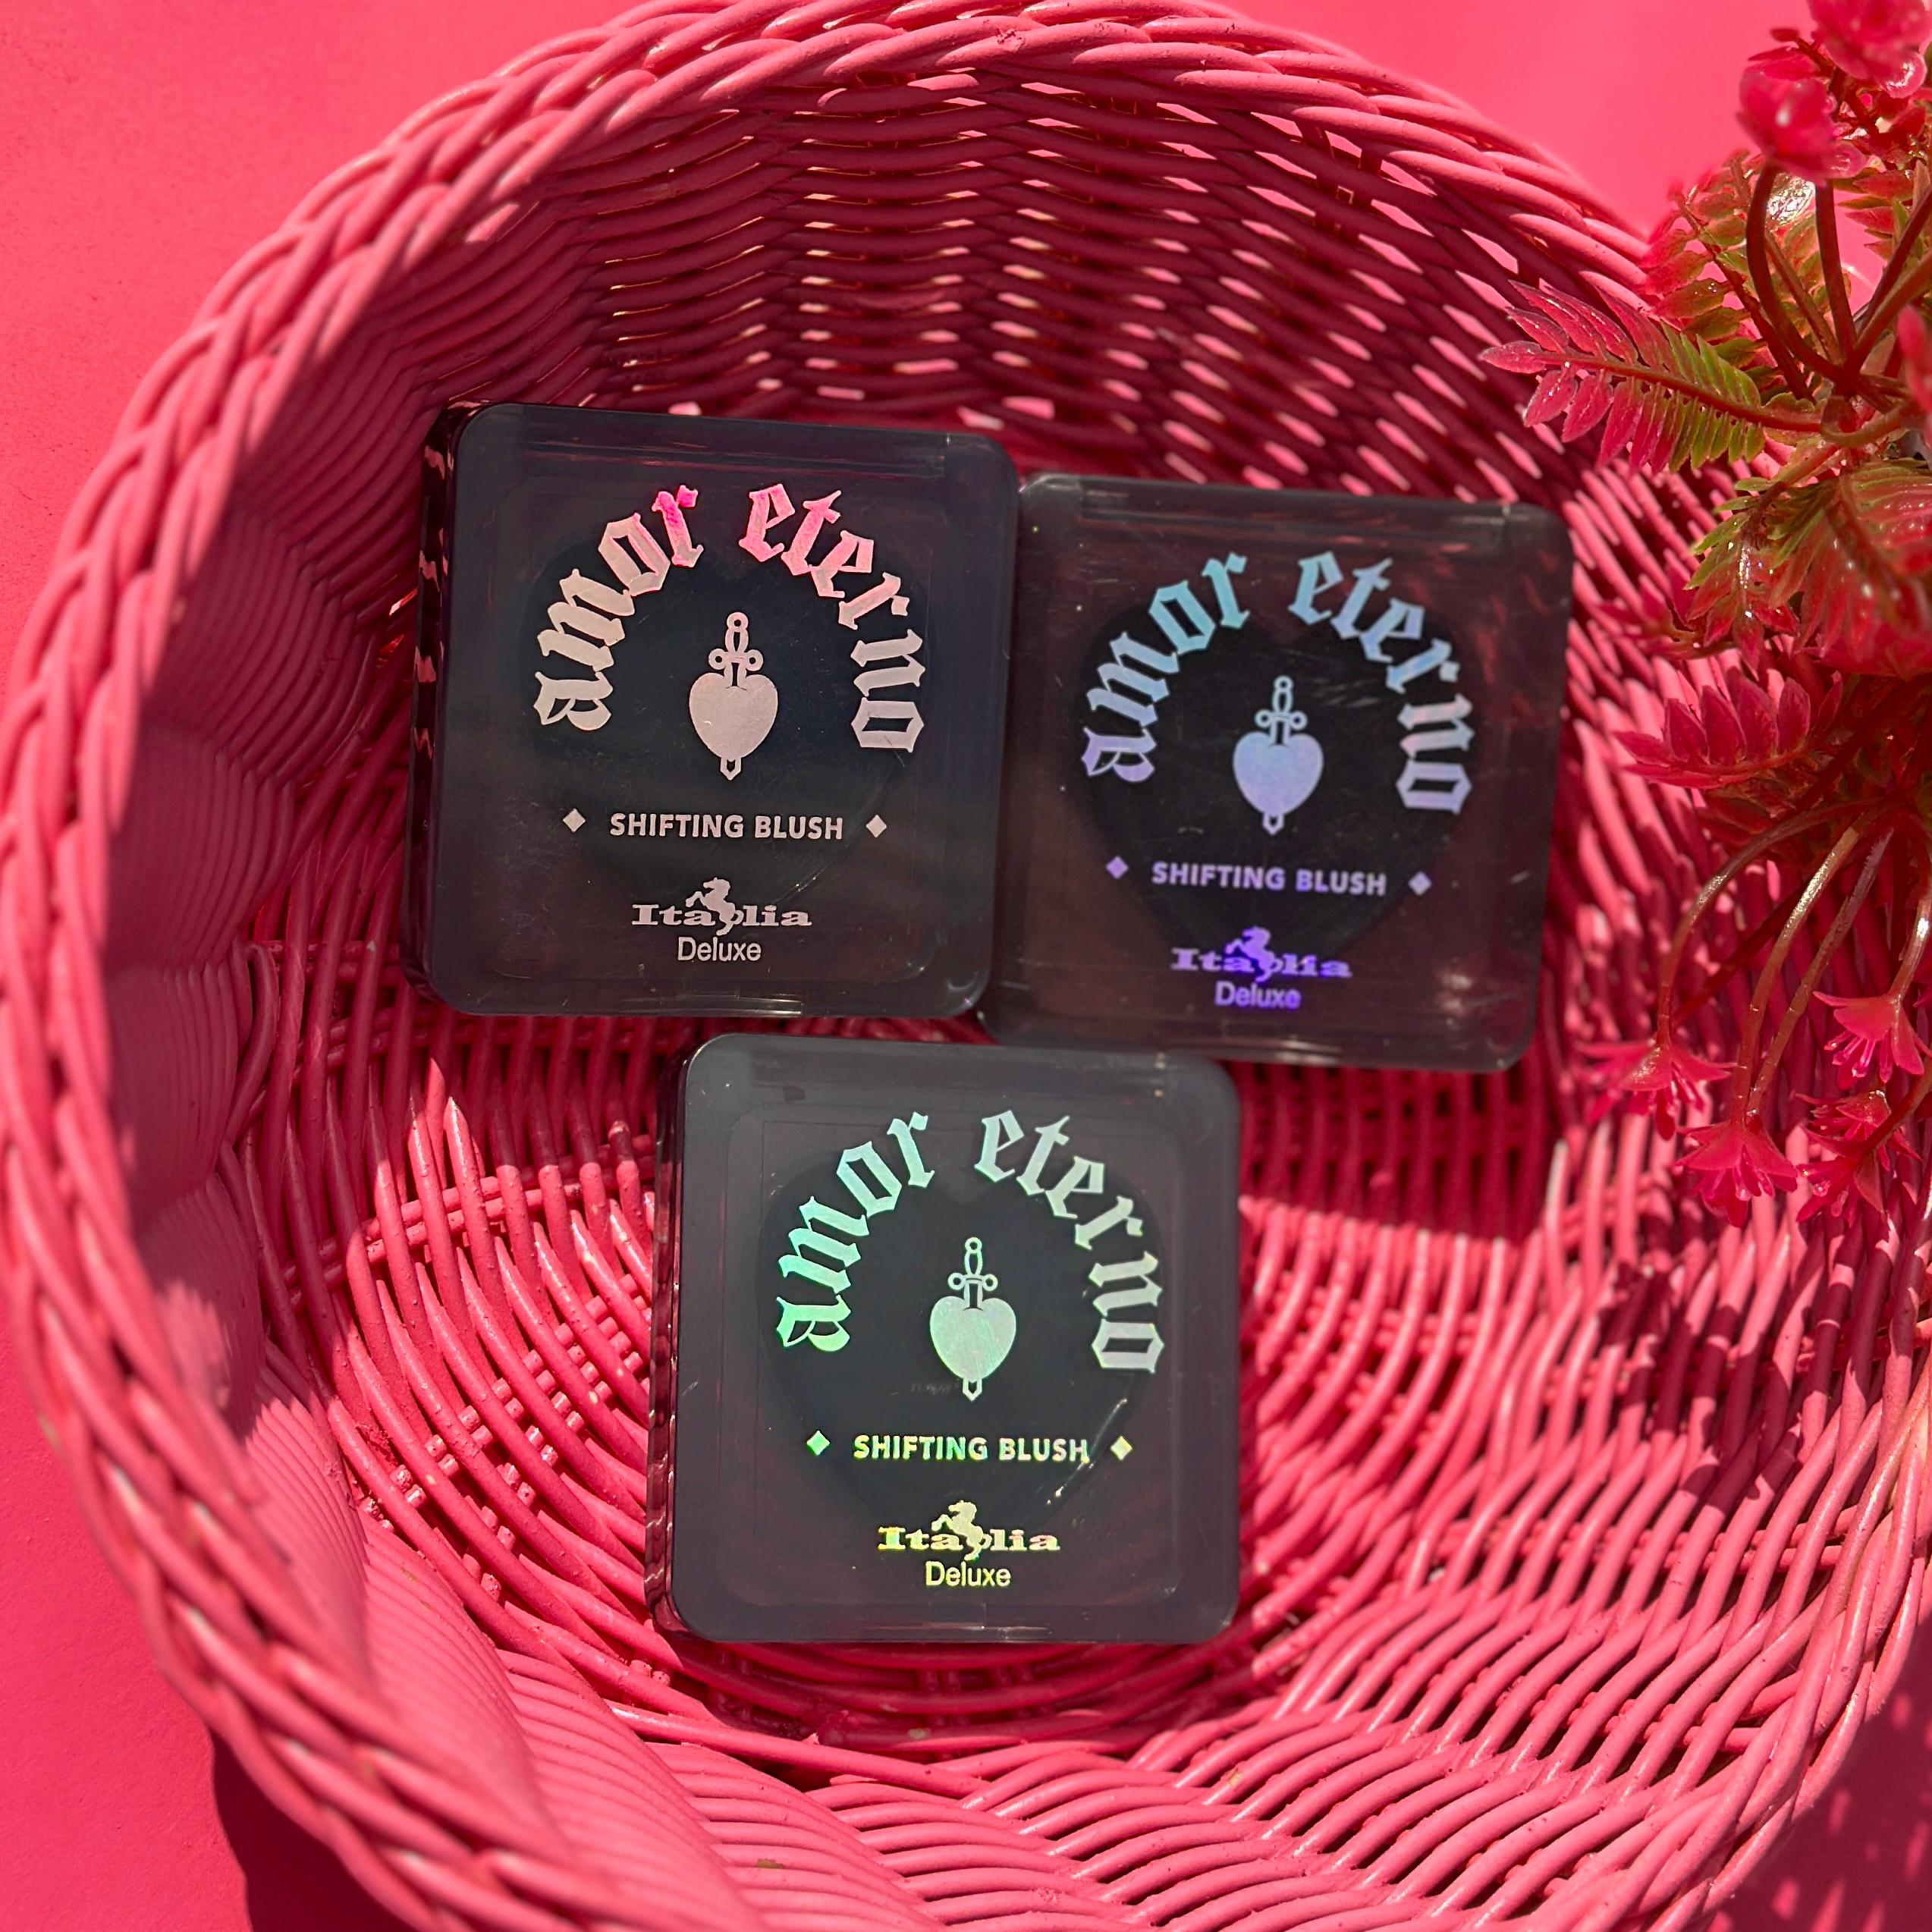 amor eterno
SHIFTING BLUSH
Italia
Deluxe
amor eterno
SHIFTING BLUSH
Italia
Deluxe
amor eterno
SHIFTING BLUSH
Italia
Deluxe